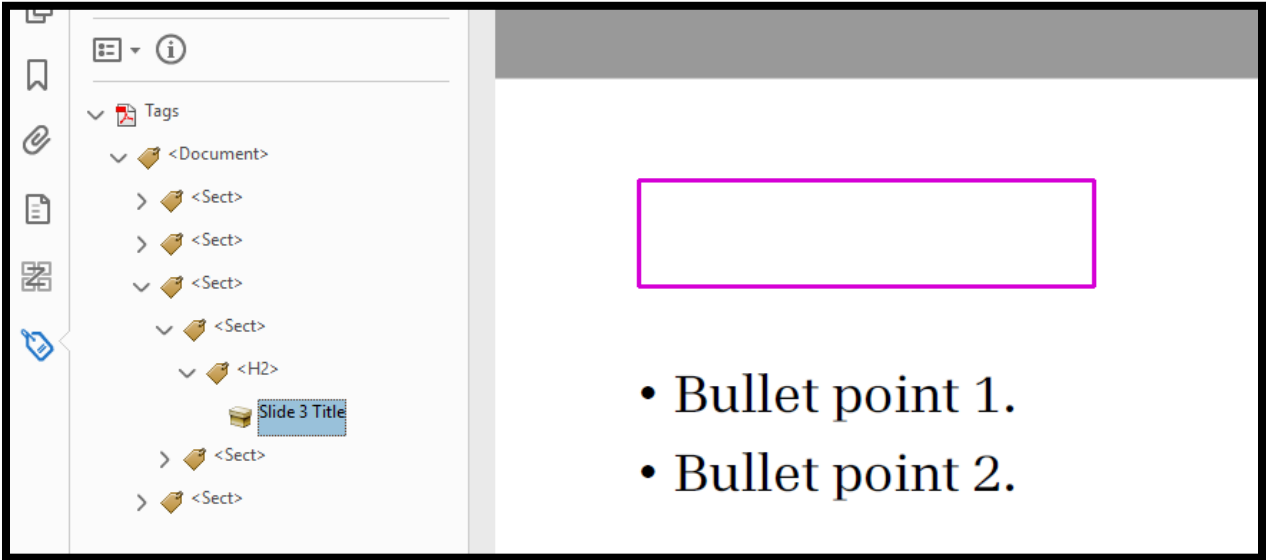 Tags
<Document>
<Sect>
<Sect>
<Sect>
<Sect>
<H2>
Slide 3 Title
<Sect>
<Sect>
• Bullet point 1.
• Bullet point 2.